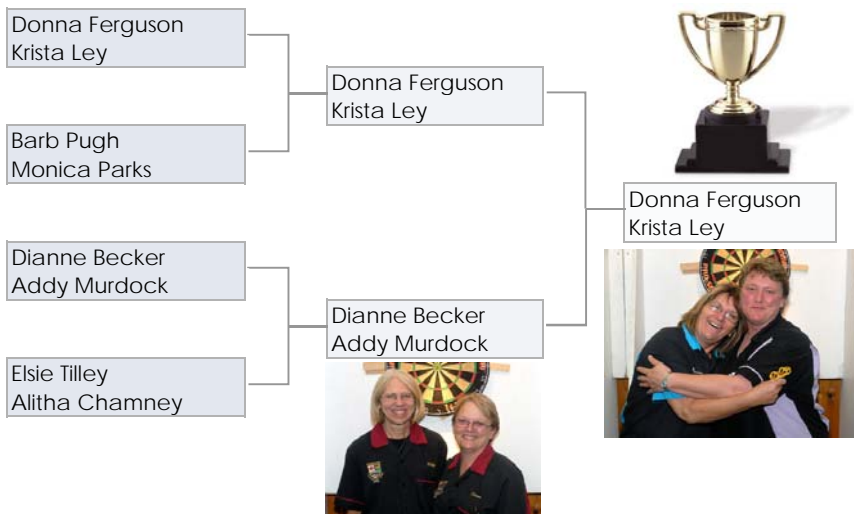 Donna Ferguson
Krista Ley
Barb Pugh
Monica Parks
Dianne Becker
Addy Murdock
Elsie Tilley
Alitha Chamney
Donna Ferguson
Krista Ley
Dianne Becker
Addy Murdock
Donna Ferguson
Krista Ley